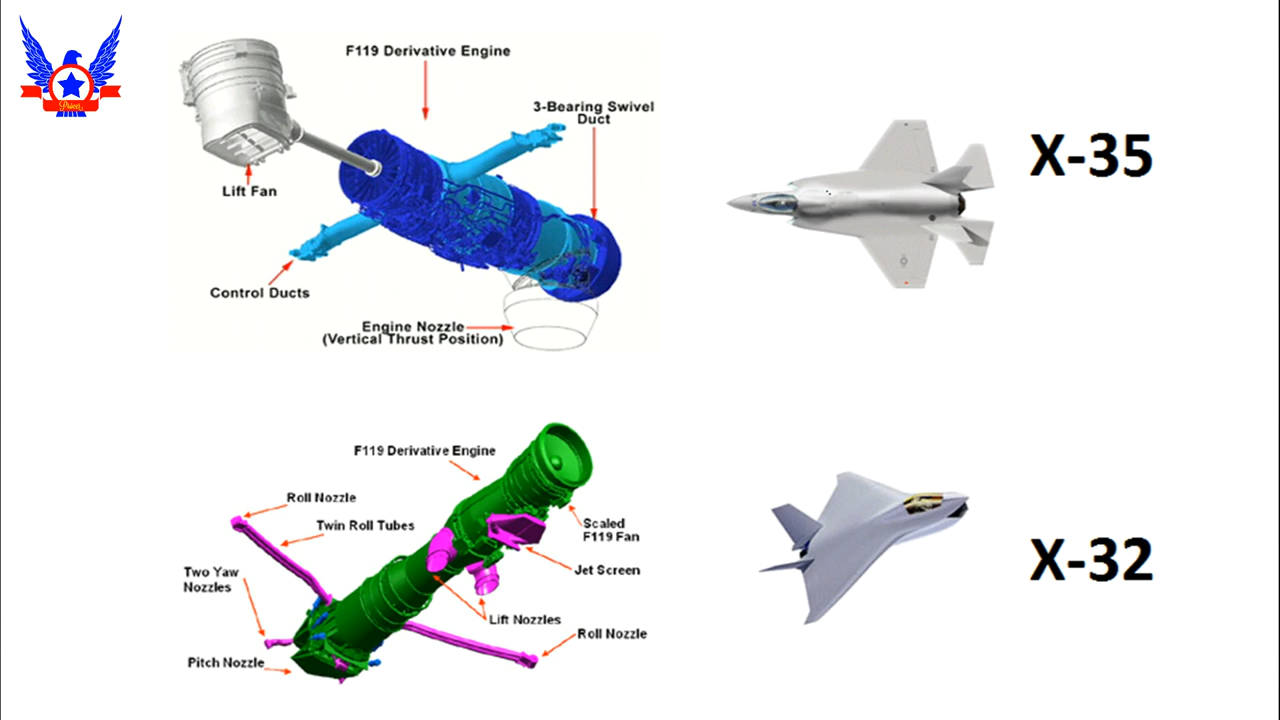 F119 Derivative Engine
3-Bearing Swivel
Duct
Lift Fan
Control Ducts
Engine Nozzle
(Vertical Thrust Position)
X-35
F119 Derivative Engine
Roll Nozzle
Twin Roll Tubes
Scaled
F119 Fan
Two Yaw
Nozzles
Jet Screen
Lift Nozzles
Roll Nozzle
Pitch Nozzle
X-32